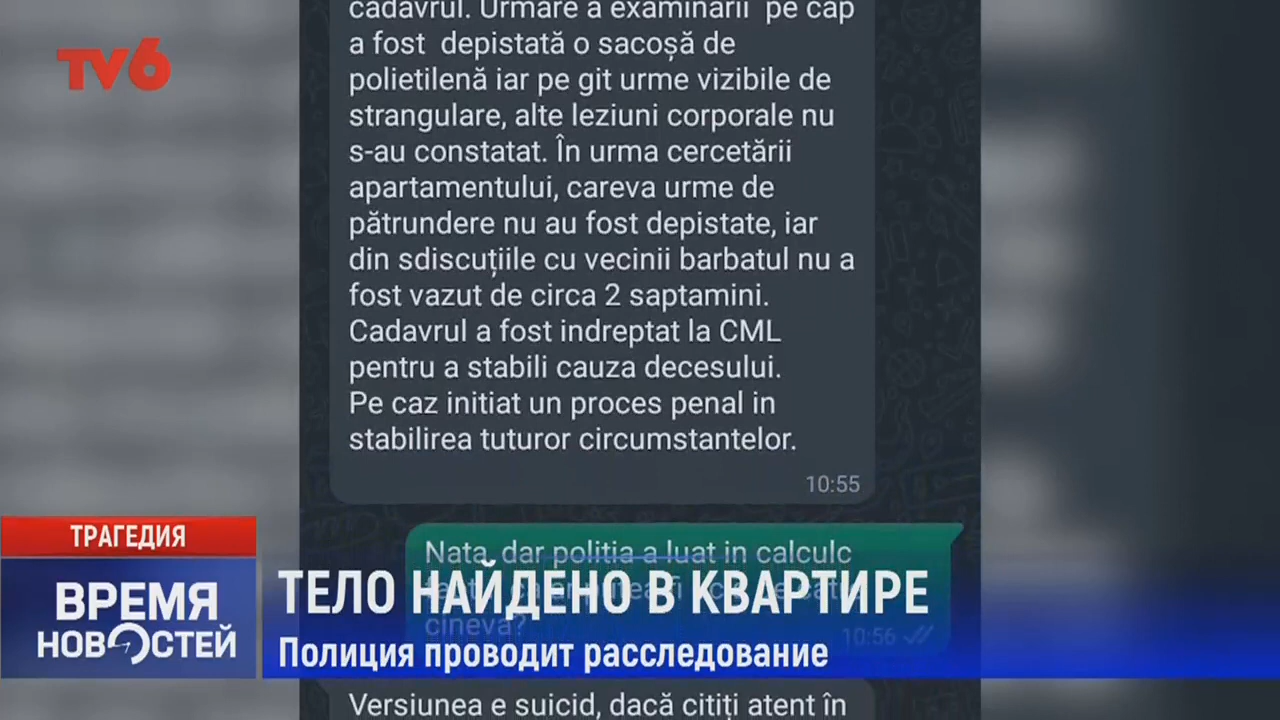 cadavrul. Urmare a examinării pe cap
a fost depistată o sacoșă de
polietilenă iar pe git urme vizibile de
strangulare, alte leziuni corporale nu
s-au constatat. În urma cercetării
apartamentului, careva urme de
pătrundere nu au fost depistate, iar
din sdiscuțiile cu vecinii barbatul nu a
fost vazut de circa 2 saptamini.
Cadavrul a fost indreptat la CML
pentru a stabili cauza decesului.
Pe caz initiat un proces penal in
stabilirea tuturor circumstantelor.
10:55
Nata, dar politia a luat in calculc
cineva?
10:56
Versiunea e suicid, dacă citiți atent în
TV6
ТРАГЕДИЯ
ВРЕМЯ
НОВОСТЕЙ
ТЕЛО НАЙДЕНО В КВАРТИРЕ
Полиция проводит расследование